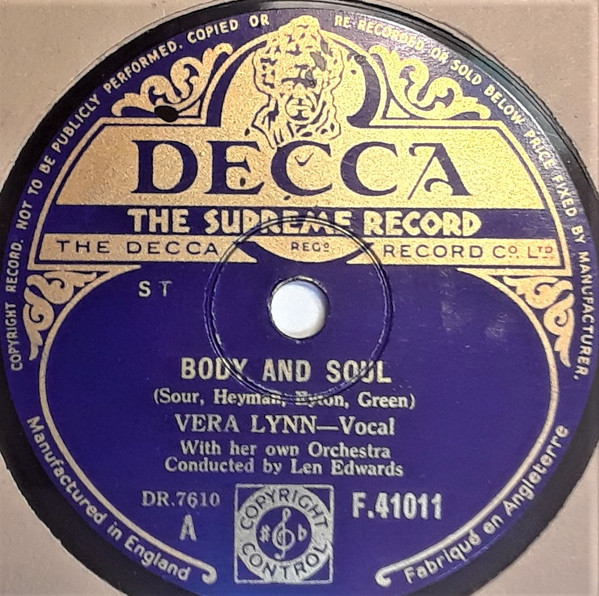 COPYRIGHT RECORD. NOT TO BE PUBLICLY PERFORMED. COPIED OR RE-RECORDED OR SOLD BELOW PRICE FIXED BY MANUFACTURER.
DECCA
THE SUPREME RECORD
THE DECCA REGD RECORD CO. LTD.
ST
BODY AND SOUL
(Sour, Heyman, Eyton, Green)
VERA LYNN—Vocal
With her own Orchestra
Conducted by Len Edwards
DR.7610
A
COPYRIGHT
CONTROL
F.41011
Manufactured in England
Fabriqué en Angleterre